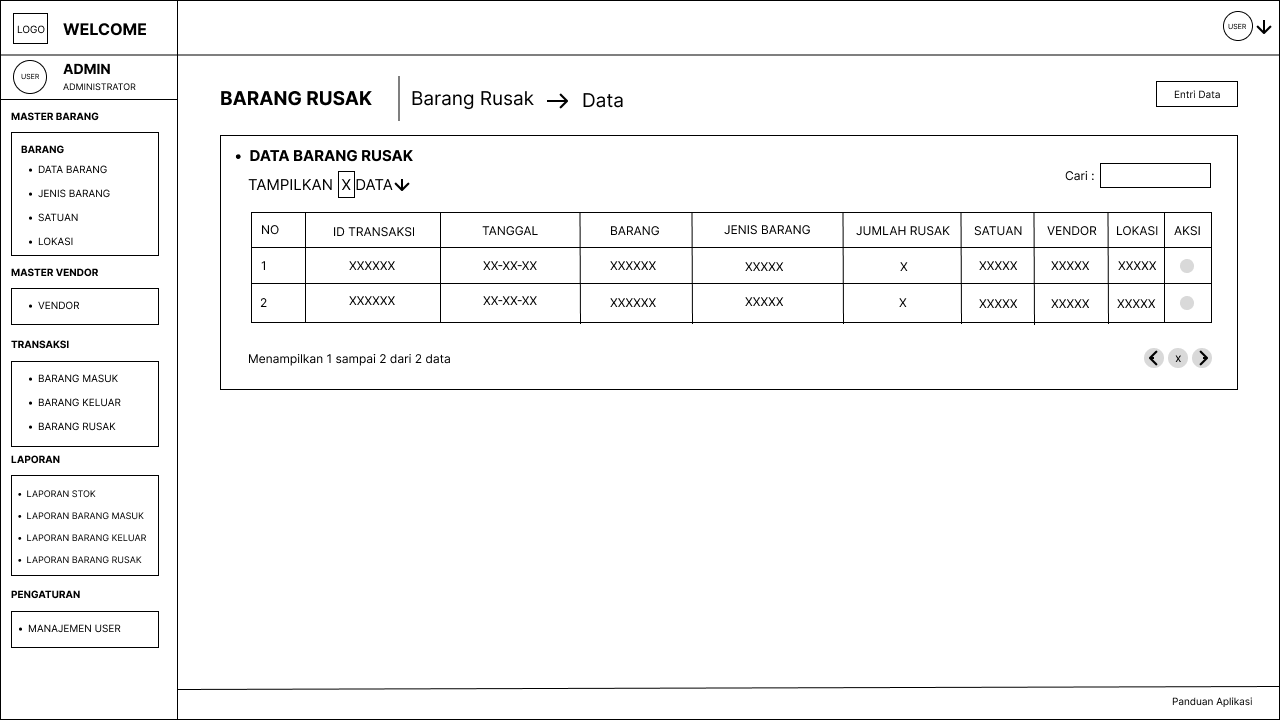 LOGO WELCOME
USER
USER ADMIN
ADMINISTRATOR
MASTER BARANG
BARANG
• DATA BARANG
• JENIS BARANG
• SATUAN
• LOKASI
MASTER VENDOR
• VENDOR
TRANSAKSI
• BARANG MASUK
• BARANG KELUAR
• BARANG RUSAK
LAPORAN
• LAPORAN STOK
• LAPORAN BARANG MASUK
• LAPORAN BARANG KELUAR
• LAPORAN BARANG RUSAK
PENGATURAN
• MANAJEMEN USER
BARANG RUSAK Barang Rusak → Data
Entri Data
• DATA BARANG RUSAK
TAMPILKAN X DATA
Cari :
NO ID TRANSAKSI TANGGAL BARANG JENIS BARANG JUMLAH RUSAK SATUAN VENDOR LOKASI AKSI
1 XXXXXX XX-XX-XX XXXXXX XXXXX X XXXXX XXXXX XXXXX
2 XXXXXX XX-XX-XX XXXXXX XXXXX X XXXXX XXXXX XXXXX
Menampilkan 1 sampai 2 dari 2 data
x
Panduan Aplikasi